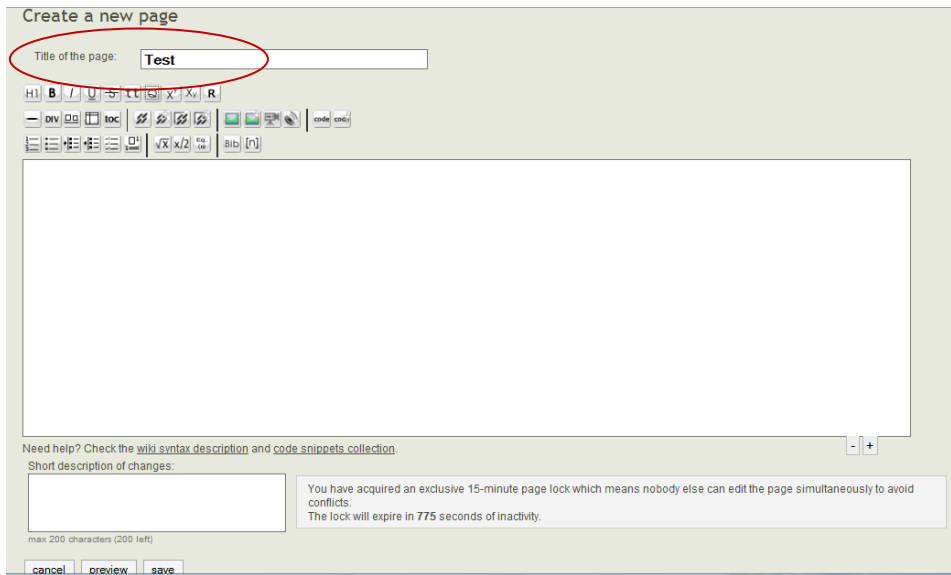 Create a new page
Title of the page: Test
H1 B I U S tt X Xy R
DIV toc code code
√x x/2 Eq. Bib [n]
Need help? Check the wiki syntax description and code snippets collection.
- +
Short description of changes:
You have acquired an exclusive 15-minute page lock which means nobody else can edit the page simultaneously to avoid
conflicts.
The lock will expire in 775 seconds of inactivity.
max 200 characters (200 left)
cancel preview save